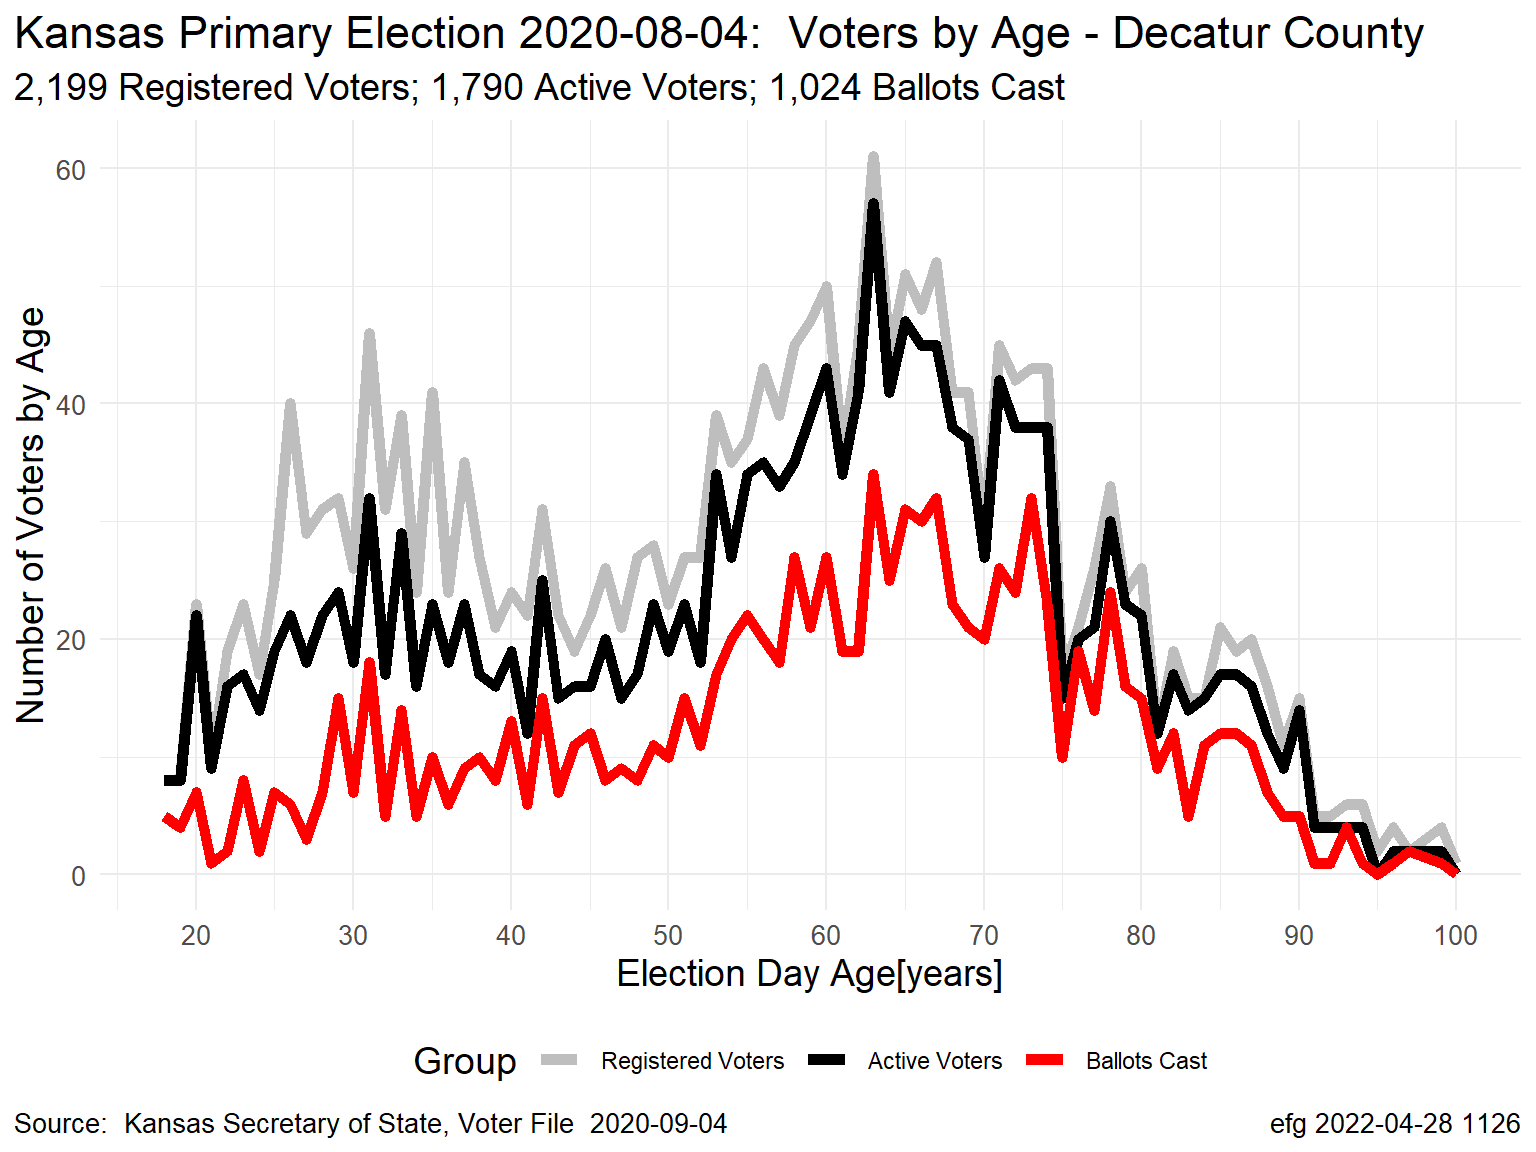 Kansas Primary Election 2020-08-04:  Voters by Age - Decatur County
2,199 Registered Voters; 1,790 Active Voters; 1,024 Ballots Cast
Number of Voters by Age
60
40
20
0
20 30 40 50 60 70 80 90 100
Election Day Age[years]
Group Registered Voters Active Voters Ballots Cast
Source:  Kansas Secretary of State, Voter File  2020-09-04
efg 2022-04-28 1126